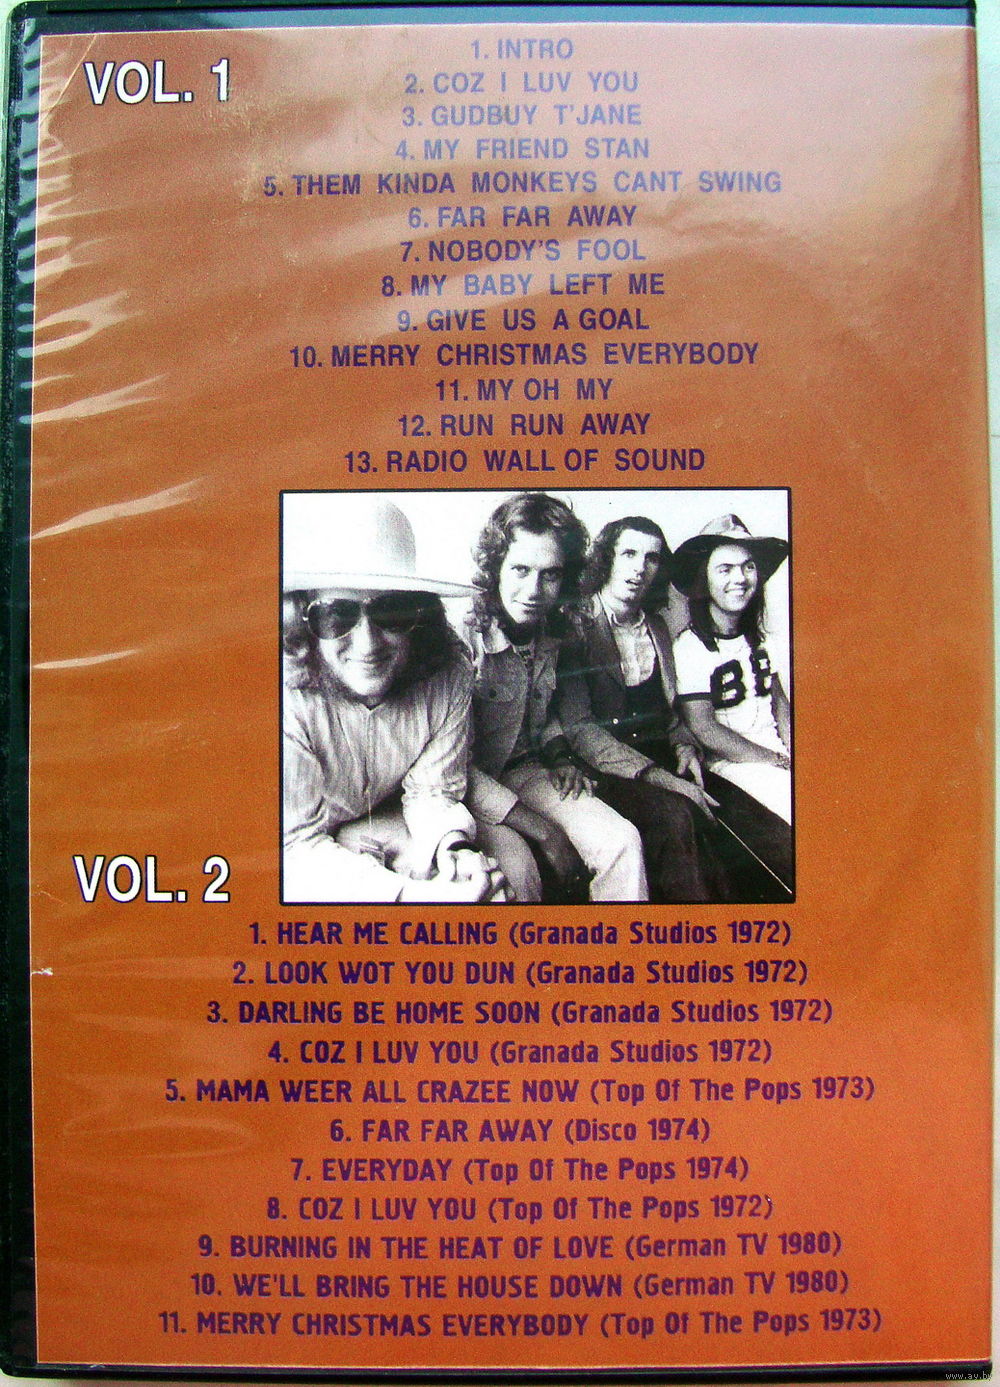 VOL. 1
1. INTRO
2. COZ I LUV YOU
3. GUDBUY T'JANE
4. MY FRIEND STAN
5. THEM KINDA MONKEYS CANT SWING
6. FAR FAR AWAY
7. NOBODY'S FOOL
8. MY BABY LEFT ME
9. GIVE US A GOAL
10. MERRY CHRISTMAS EVERYBODY
11. MY OH MY
12. RUN RUN AWAY
13. RADIO WALL OF SOUND
88
VOL. 2
1. HEAR ME CALLING (Granada Studios 1972)
2. LOOK WOT YOU DUN (Granada Studios 1972)
3. DARLING BE HOME SOON (Granada Studios 1972)
4. COZ I LUV YOU (Granada Studios 1972)
5. MAMA WEER ALL CRAZEE NOW (Top Of The Pops 1973)
6. FAR FAR AWAY (Disco 1974)
7. EVERYDAY (Top Of The Pops 1974)
8. COZ I LUV YOU (Top Of The Pops 1972)
9. BURNING IN THE HEAT OF LOVE (German TV 1980)
10. WE'LL BRING THE HOUSE DOWN (German TV 1980)
11. MERRY CHRISTMAS EVERYBODY (Top Of The Pops 1973)
www.ay.by